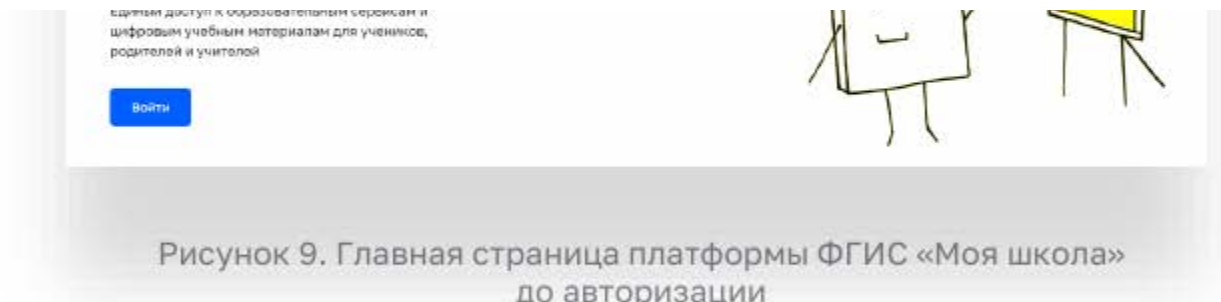 Единый доступ к образовательным сервисам и
цифровым учебным материалам для учеников,
родителей и учителей
Войти
Рисунок 9. Главная страница платформы ФГИС «Моя школа»
до авторизации